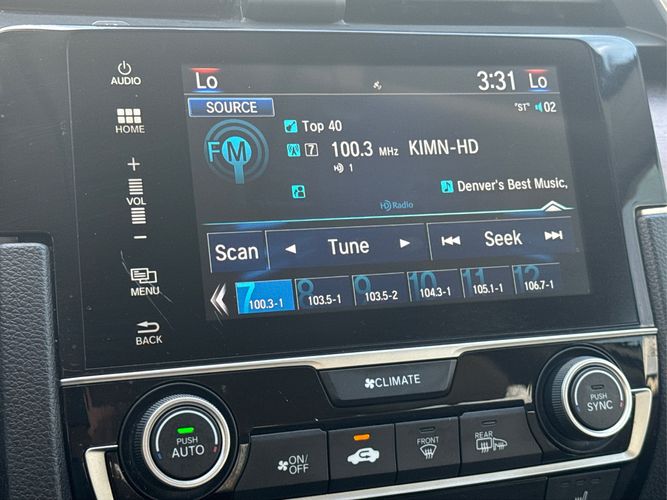 AUDIO
Lo
3:31 Lo
SOURCE
"ST" 02
HOME
FM
Top 40
7 100.3 MHz KIMN-HD
HD 1
+
VOL
−
Denver's Best Music,
HD Radio
Scan
Tune
Seek
MENU
7 8 9 10 11 12
100.3-1 103.5-1 103.5-2 104.3-1 105.1-1 106.7-1
BACK
CLIMATE
PUSH
AUTO
ON/
OFF
FRONT
REAR
PUSH
SYNC